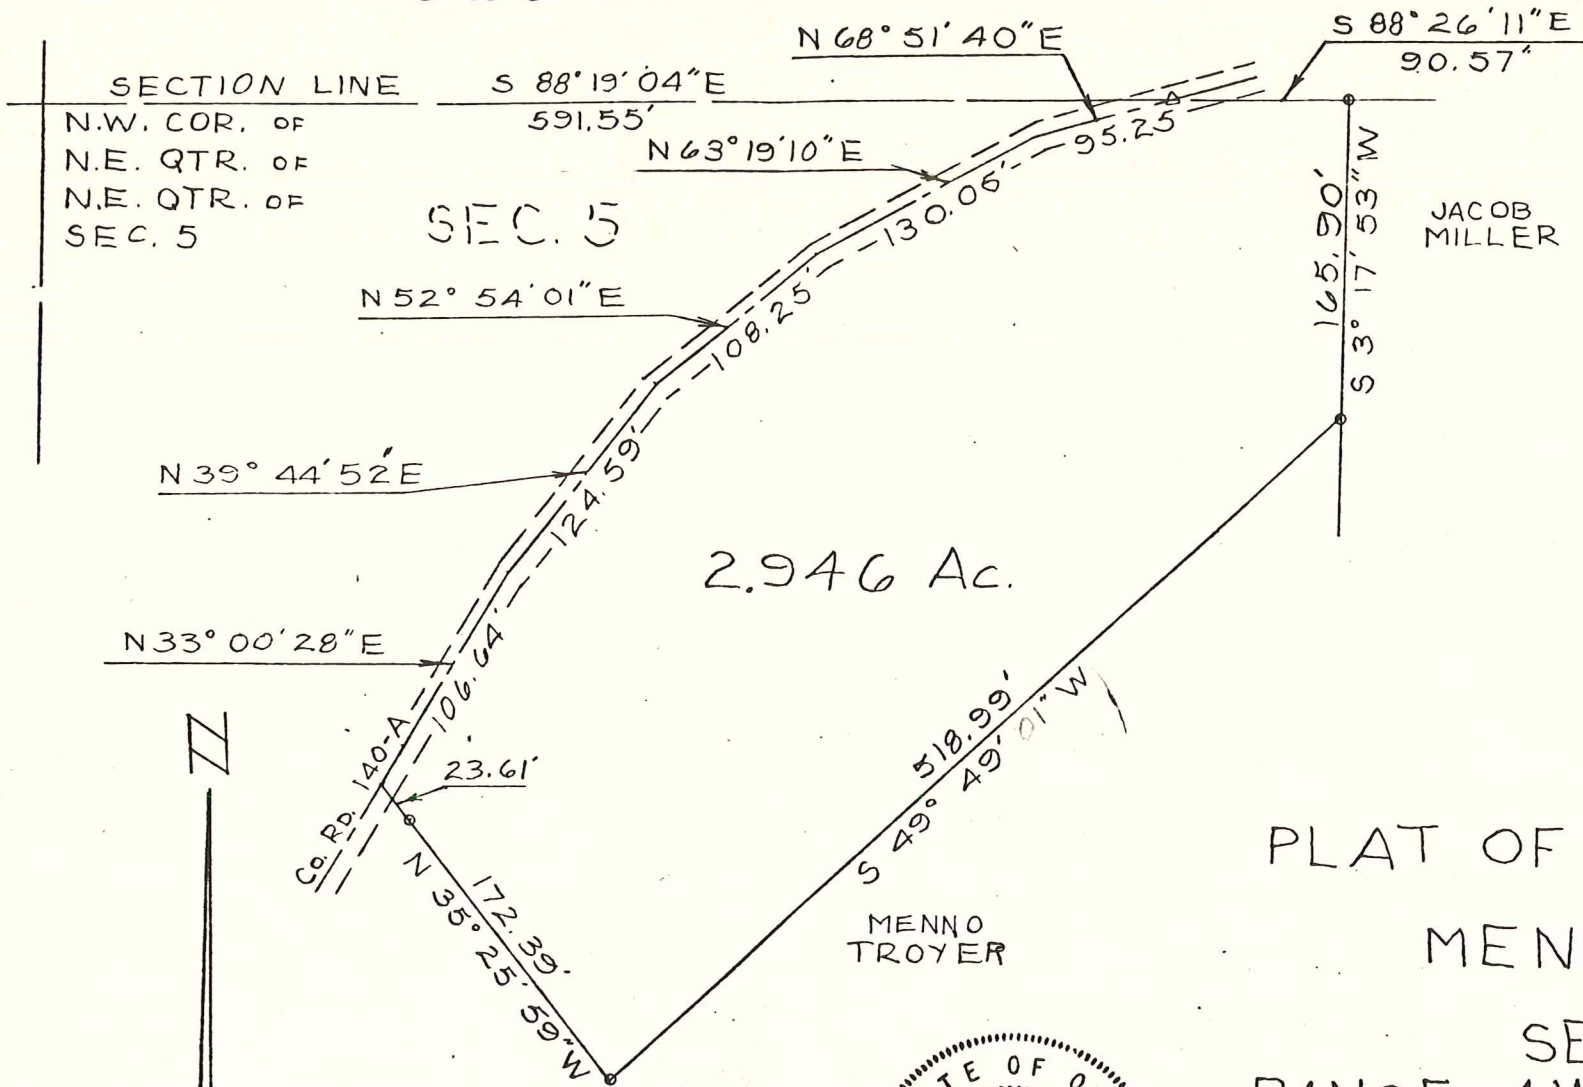 N 68° 51' 40" E
S 88° 26' 11" E
90.57"
SECTION LINE
S 88° 19' 04" E
591.55'
N.W. COR. OF
N.E. QTR. OF
N.E. QTR. OF
SEC. 5
N 63° 19' 10" E
95.25
130.06'
SEC. 5
165.90'
S 3° 17' 53" W
JACOB
MILLER
N 52° 54' 01" E
108.25'
N 39° 44' 52" E
124.59'
2.946 Ac.
N 33° 00' 28" E
106.64'
N
CO. RD. 140-A
23.61'
518.99'
S 49° 49' 01" W
172.39'
N 35° 25' 59" W
MENNO
TROYER
PLAT OF
MEN
SE
TE OF O